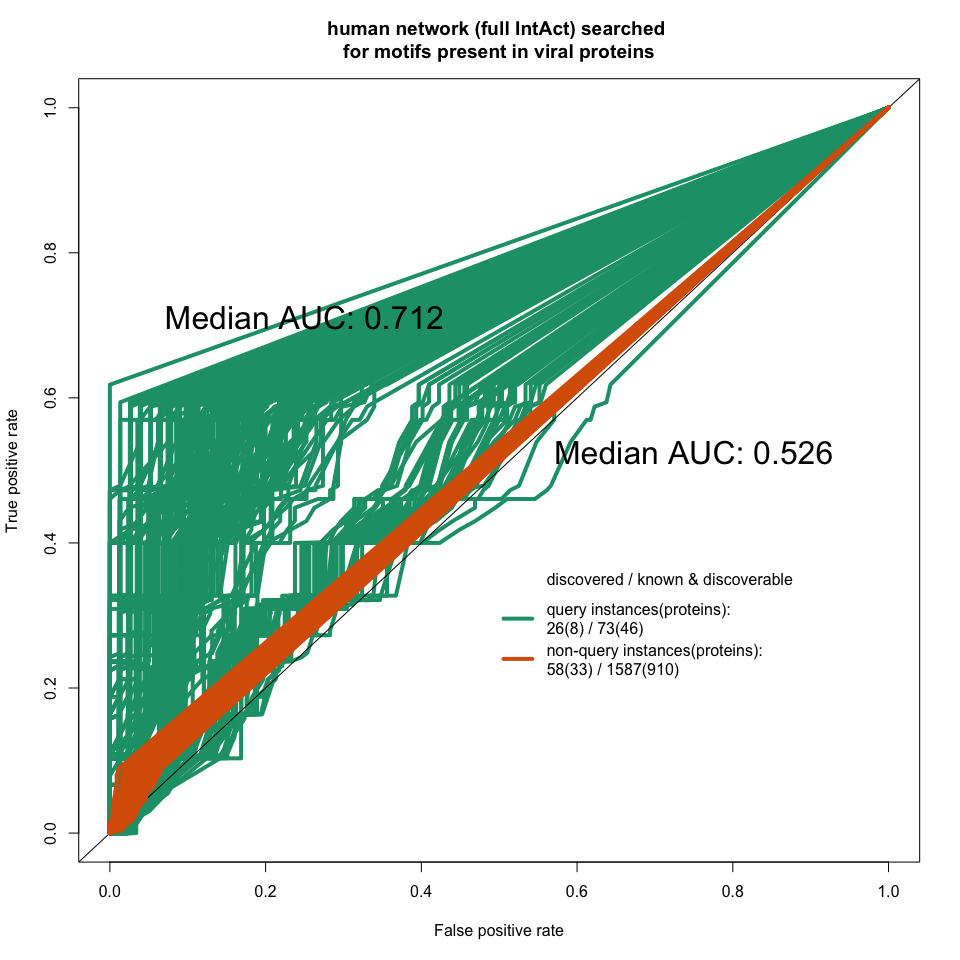 human network (full IntAct) searched
for motifs present in viral proteins
True positive rate
1.0
0.8
0.6
0.4
0.2
0.0
Median AUC: 0.712
Median AUC: 0.526
discovered / known & discoverable
query instances(proteins):
26(8) / 73(46)
non-query instances(proteins):
58(33) / 1587(910)
0.0 0.2 0.4 0.6 0.8 1.0
False positive rate